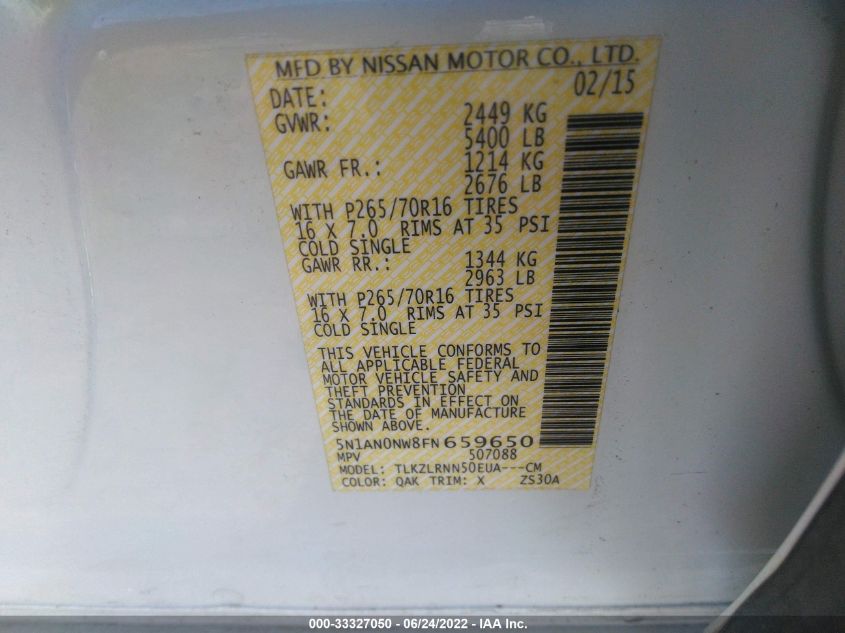 MFD BY NISSAN MOTOR CO., LTD.
DATE: 02/15
GVWR: 2449 KG
5400 LB
GAWR FR.: 1214 KG
2676 LB
WITH P265/70R16 TIRES
16 X 7.0 RIMS AT 35 PSI
COLD SINGLE
GAWR RR.: 1344 KG
2963 LB
WITH P265/70R16 TIRES
16 X 7.0 RIMS AT 35 PSI
COLD SINGLE
THIS VEHICLE CONFORMS TO
ALL APPLICABLE FEDERAL
MOTOR VEHICLE SAFETY AND
THEFT PREVENTION
STANDARDS IN EFFECT ON
THE DATE OF MANUFACTURE
SHOWN ABOVE.
5N1AN0NW8FN659650
MPV 507088
MODEL: TLKZLRNN50EUA---CM
COLOR: QAK TRIM: X ZS30A
000-33327050 - 06/24/2022 - IAA Inc.